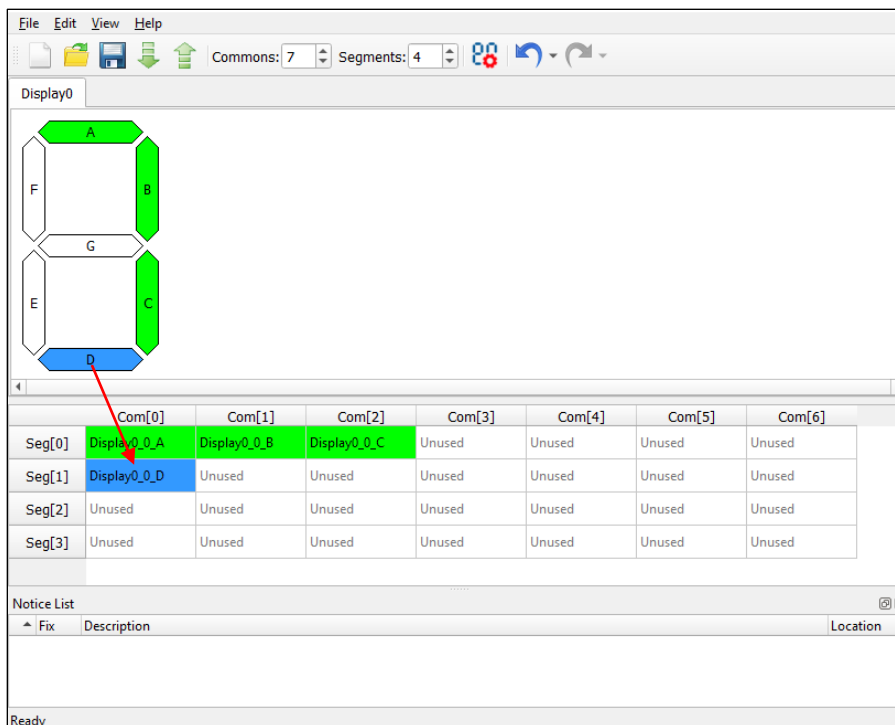 File Edit View Help
Commons: 7 Segments: 4
Display0
A
F B
G
E C
D
Com[0] Com[1] Com[2] Com[3] Com[4] Com[5] Com[6]
Seg[0] Display0_0_A Display0_0_B Display0_0_C Unused Unused Unused Unused
Seg[1] Display0_0_D Unused Unused Unused Unused Unused Unused
Seg[2] Unused Unused Unused Unused Unused Unused Unused
Seg[3] Unused Unused Unused Unused Unused Unused Unused
Notice List
Fix Description Location
Ready